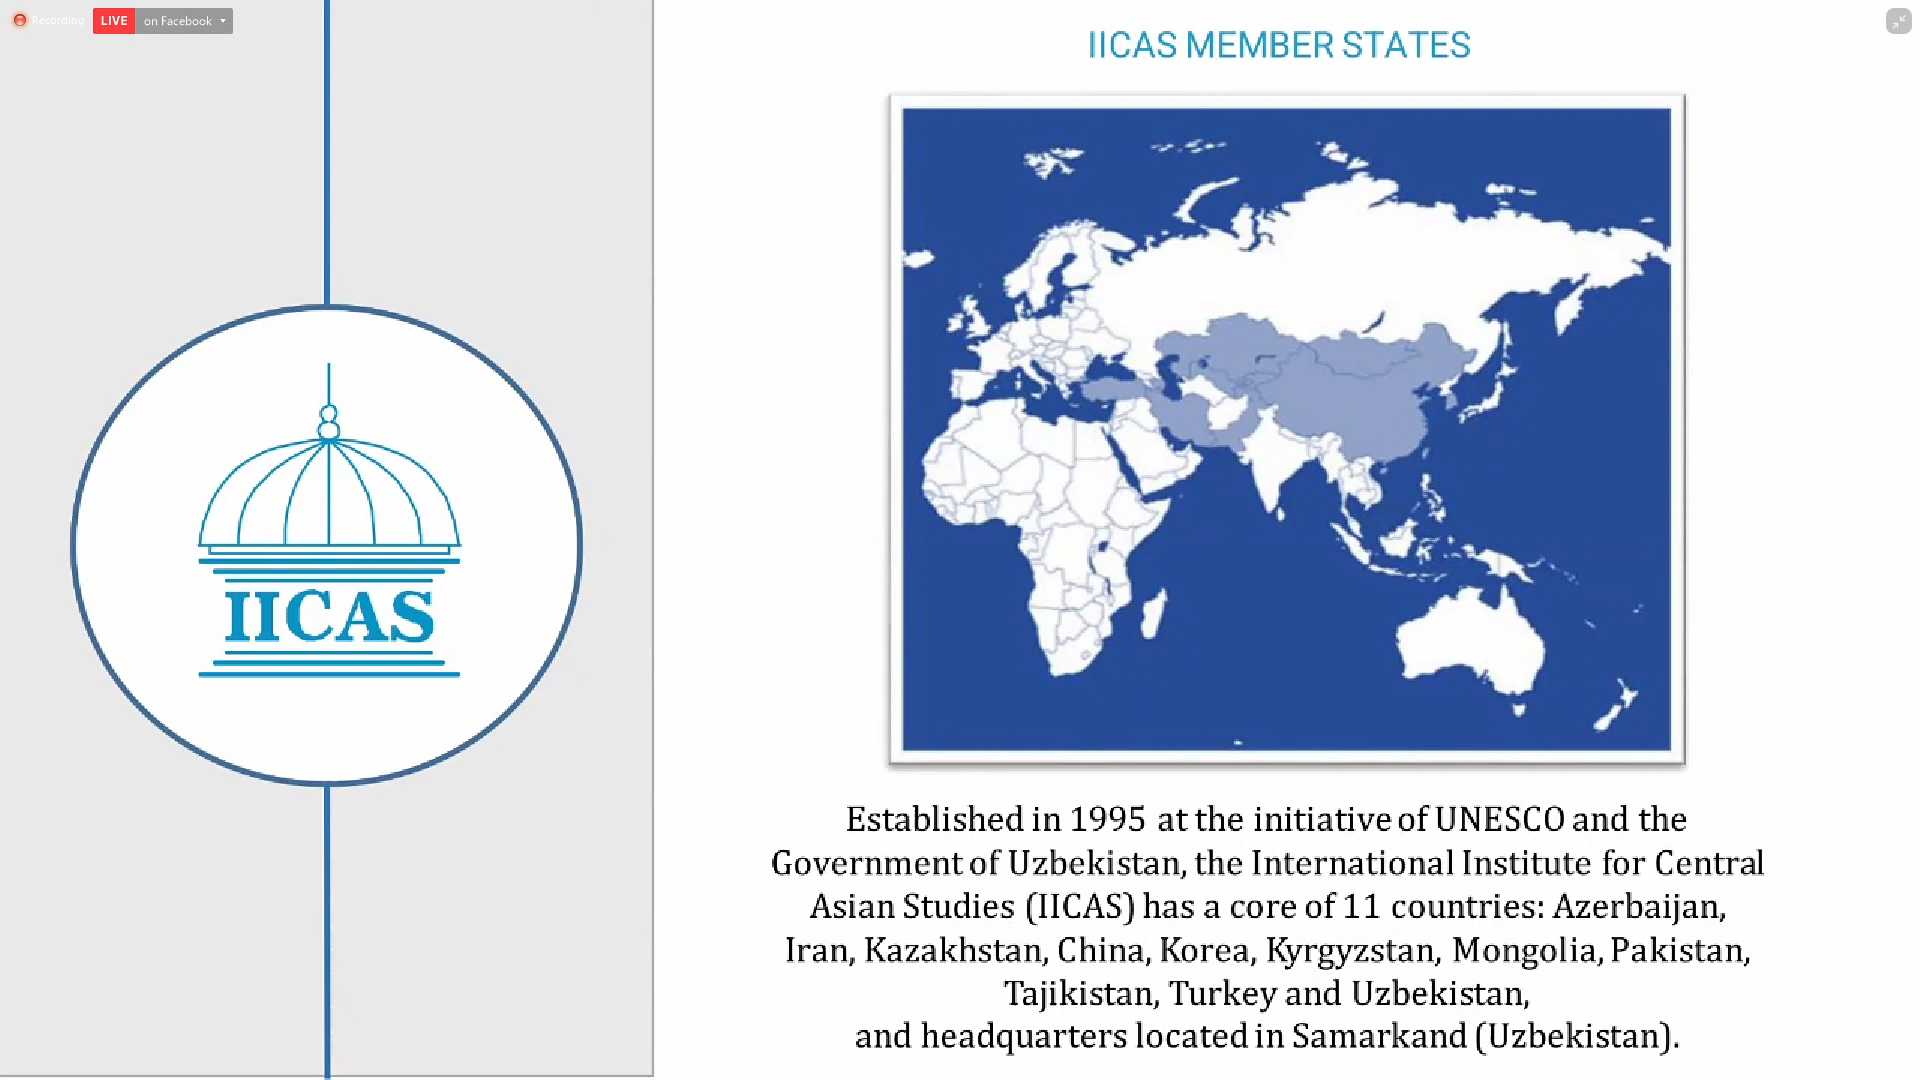 Recording
LIVE on Facebook
IICAS MEMBER STATES
IICAS
Established in 1995 at the initiative of UNESCO and the
Government of Uzbekistan, the International Institute for Central
Asian Studies (IICAS) has a core of 11 countries: Azerbaijan,
Iran, Kazakhstan, China, Korea, Kyrgyzstan, Mongolia, Pakistan,
Tajikistan, Turkey and Uzbekistan,
and headquarters located in Samarkand (Uzbekistan).